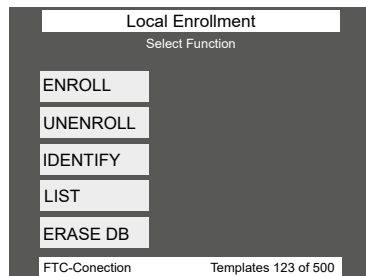 Local Enrollment
Select Function
ENROLL
UNENROLL
IDENTIFY
LIST
ERASE DB
FTC-Conection Templates 123 of 500